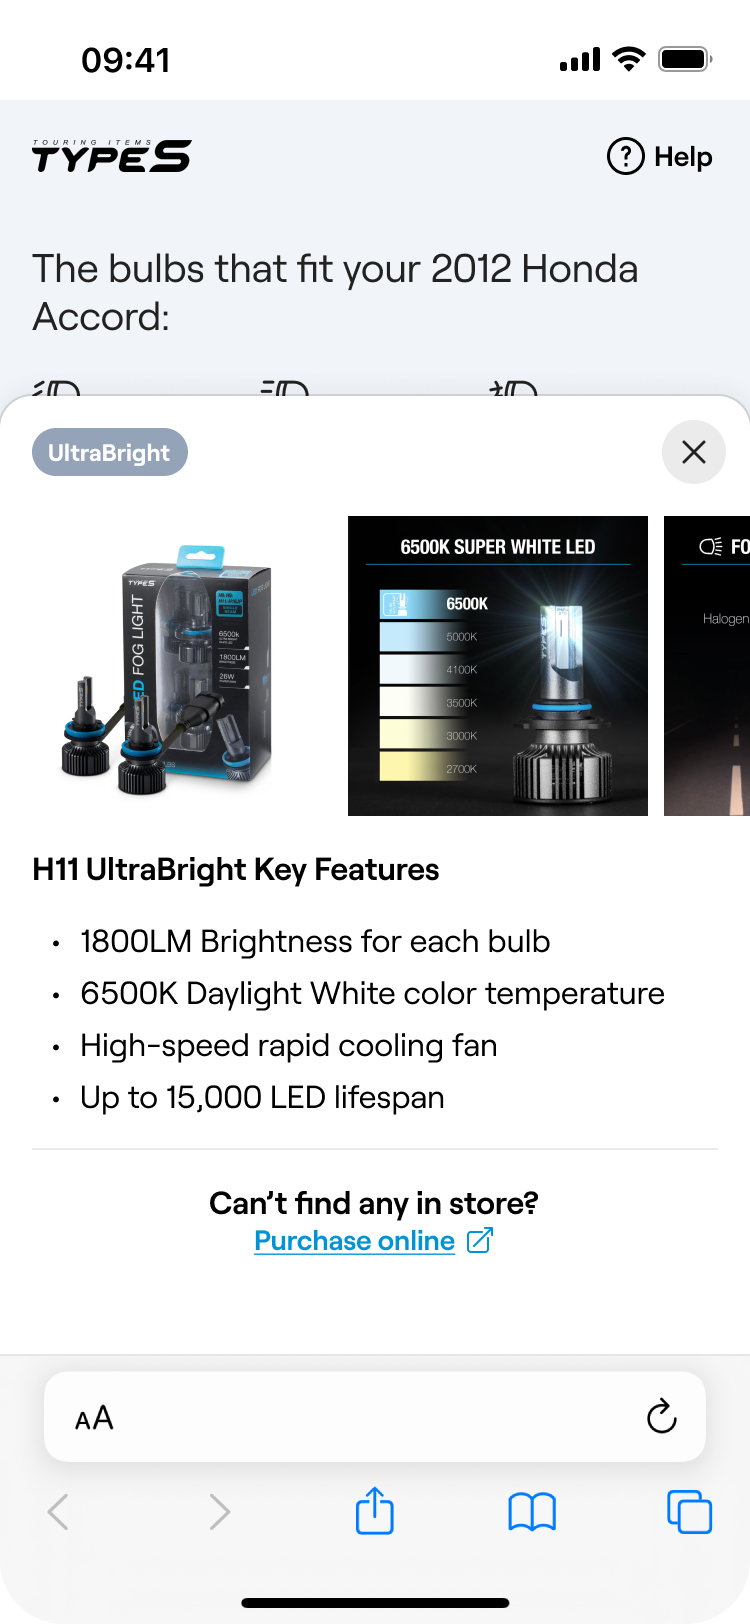 09:41
TOURING ITEMS
TYPE S
Help
The bulbs that fit your 2012 Honda
Accord:
UltraBright
TYPE S
LED FOG LIGHT
6500K
1800LM
26W
6500K SUPER WHITE LED
6500K
5000K
4100K
3500K
3000K
2700K
TYPE S
FO
Halogen
H11 UltraBright Key Features
• 1800LM Brightness for each bulb
• 6500K Daylight White color temperature
• High-speed rapid cooling fan
• Up to 15,000 LED lifespan
Can't find any in store?
Purchase online
AA